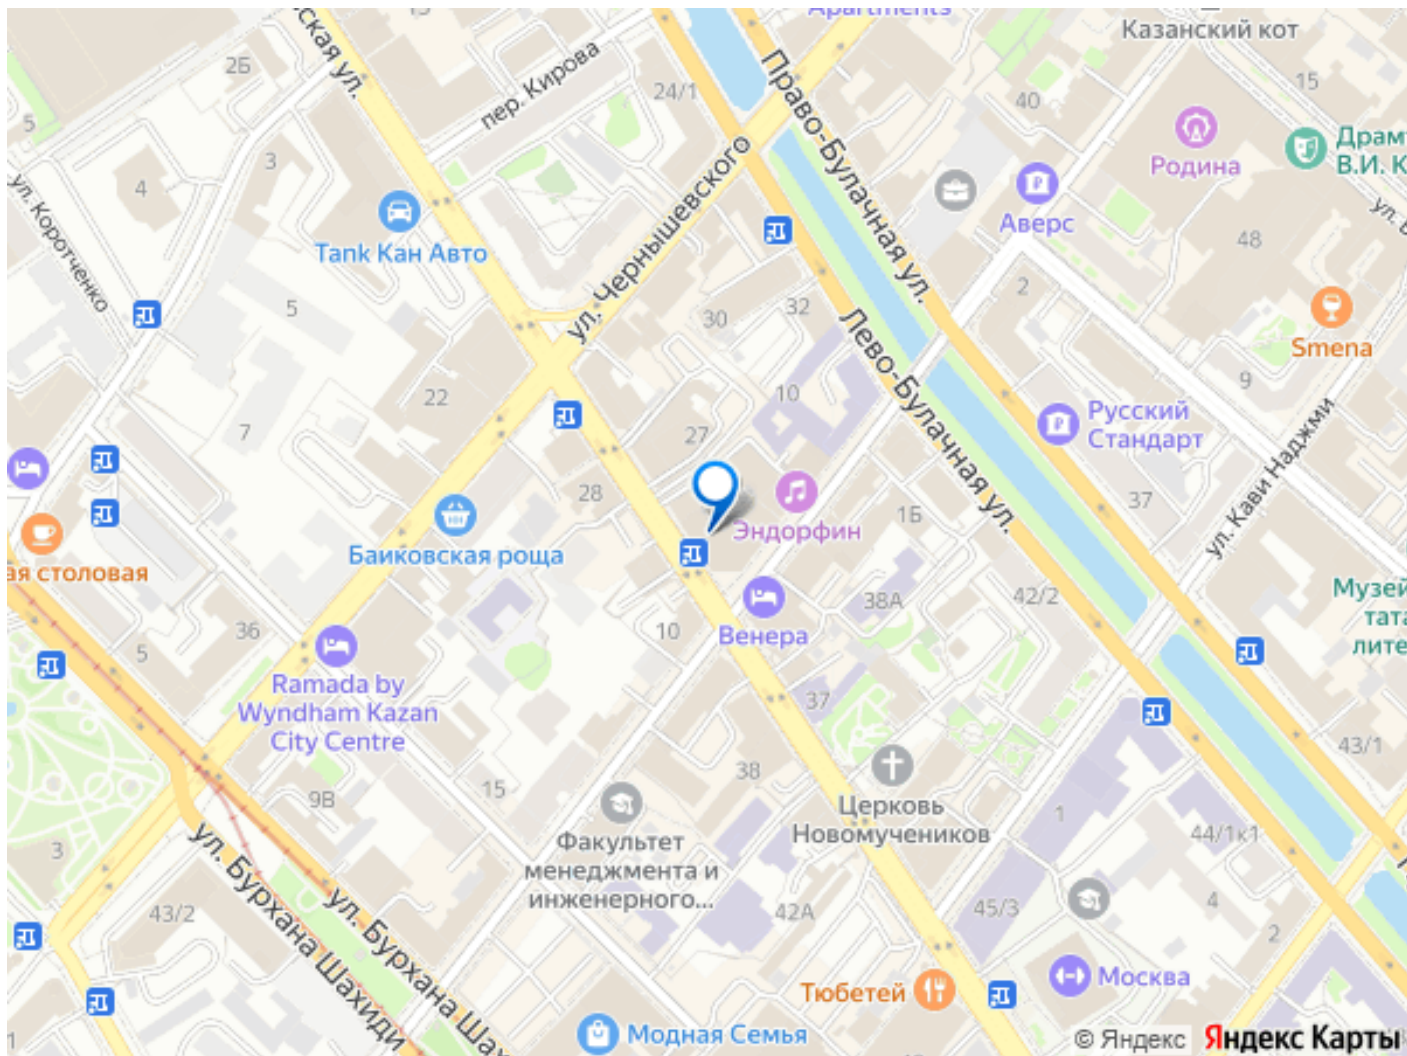 Apartments
Казанский кот
ская ул.
13
2Б
пер. Кирова
24/1
Право-Булачная ул.
40
15
5
3
4
Родина
Драм
В.И. К
ул. Коротченко
Tank Кан Авто
ул. Чернышевского
Аверс
48
2
5
30
32
Лево-Булачная ул.
Smena
22
10
9
7
27
Русский
Стандарт
ул. Кави Наджми
28
37
Эндорфин
1Б
Баиковская роща
ая столовая
Музей
тата
лите
38А
42/2
36
10
Венера
5
Ramada by
Wyndham Kazan
City Centre
37
43/1
15
38
9В
Церковь
Новомучеников
1
44/1к1
3
ул. Бурхана Шахиди
Факультет
менеджмента и
инженерного...
ул. Бурхана Шах
43/2
42А
45/3
4
2
Тюбетей
Москва
Модная Семья
1
© Яндекс Яндекс Карты